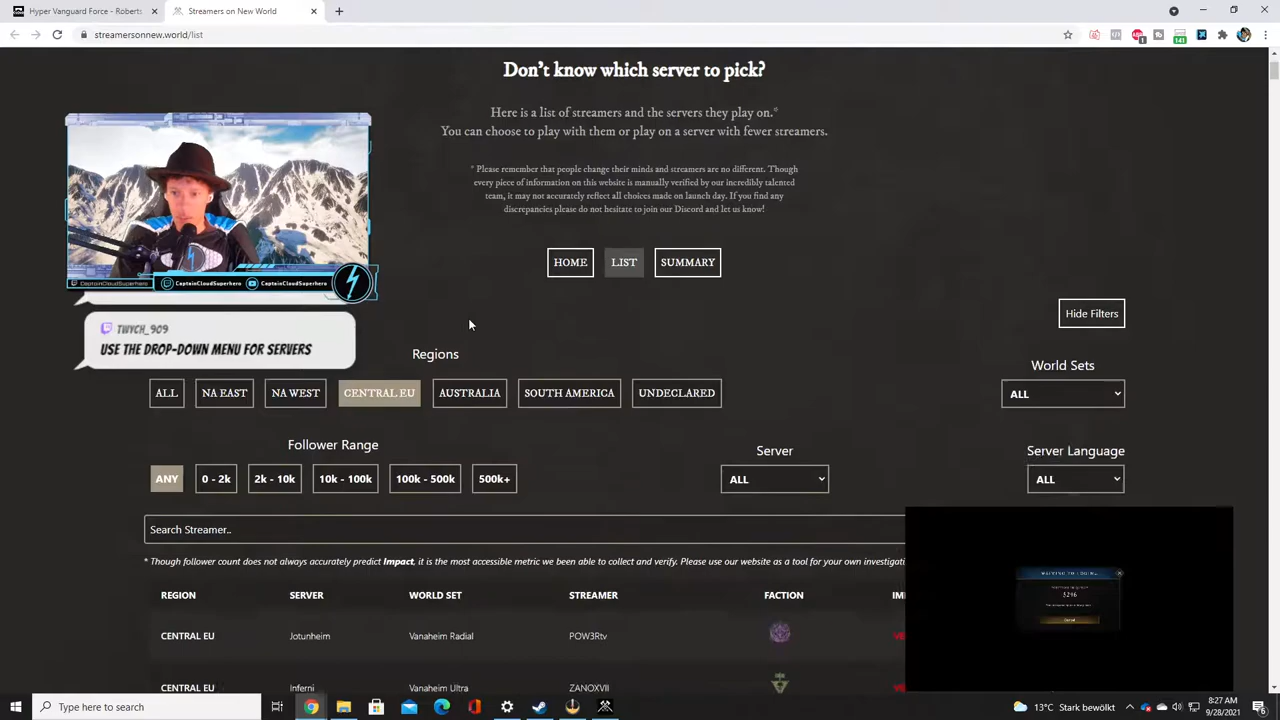 Hyper Vanguard Force - Roberts
Streamers on New World
streamersonnew.world/list
Don't know which server to pick?
Here is a list of streamers and the servers they play on.*
You can choose to play with them or play on a server with fewer streamers.
* Please remember that people change their minds and streamers are no different. Though
every piece of information on this website is manually verified by our incredibly talented
team, it may not accurately reflect all choices made on launch day. If you find any
discrepancies please do not hesitate to join our Discord and let us know!
HOME
LIST
SUMMARY
Hide Filters
CaptainCloudSuperhero
CaptainCloudSuperhero
CaptainCloudSuperhero
TWYCH_909
USE THE DROP-DOWN MENU FOR SERVERS
Regions
World Sets
ALL
NA EAST
NA WEST
CENTRAL EU
AUSTRALIA
SOUTH AMERICA
UNDECLARED
ALL
Follower Range
Server
Server Language
ANY
0 - 2k
2k - 10k
10k - 100k
100k - 500k
500k+
ALL
ALL
Search Streamer..
* Though follower count does not always accurately predict Impact, it is the most accessible metric we been able to collect and verify. Please use our website as a tool for your own investigati
REGION
SERVER
WORLD SET
STREAMER
FACTION
IM
CENTRAL EU
Jotunheim
Vanaheim Radial
POW3Rtv
CENTRAL EU
Inferni
Vanaheim Ultra
ZANOXVII
Type here to search
13°C Stark bewölkt
8:27 AM
9/28/2021